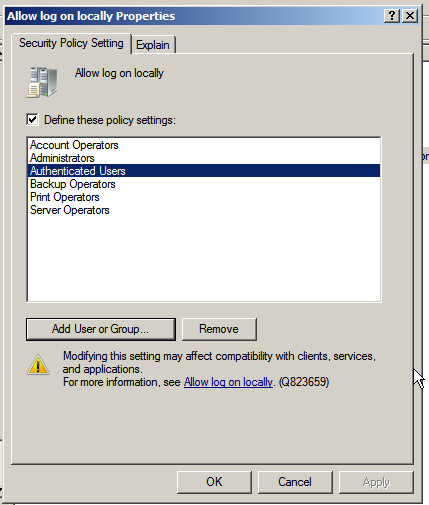 Allow log on locally Properties
Security Policy Setting
Explain
Allow log on locally
Define these policy settings:
Account Operators
Administrators
Authenticated Users
Backup Operators
Print Operators
Server Operators
Add User or Group...
Remove
Modifying this setting may affect compatibility with clients, services,
and applications.
For more information, see Allow log on locally. (Q823659)
OK
Cancel
Apply